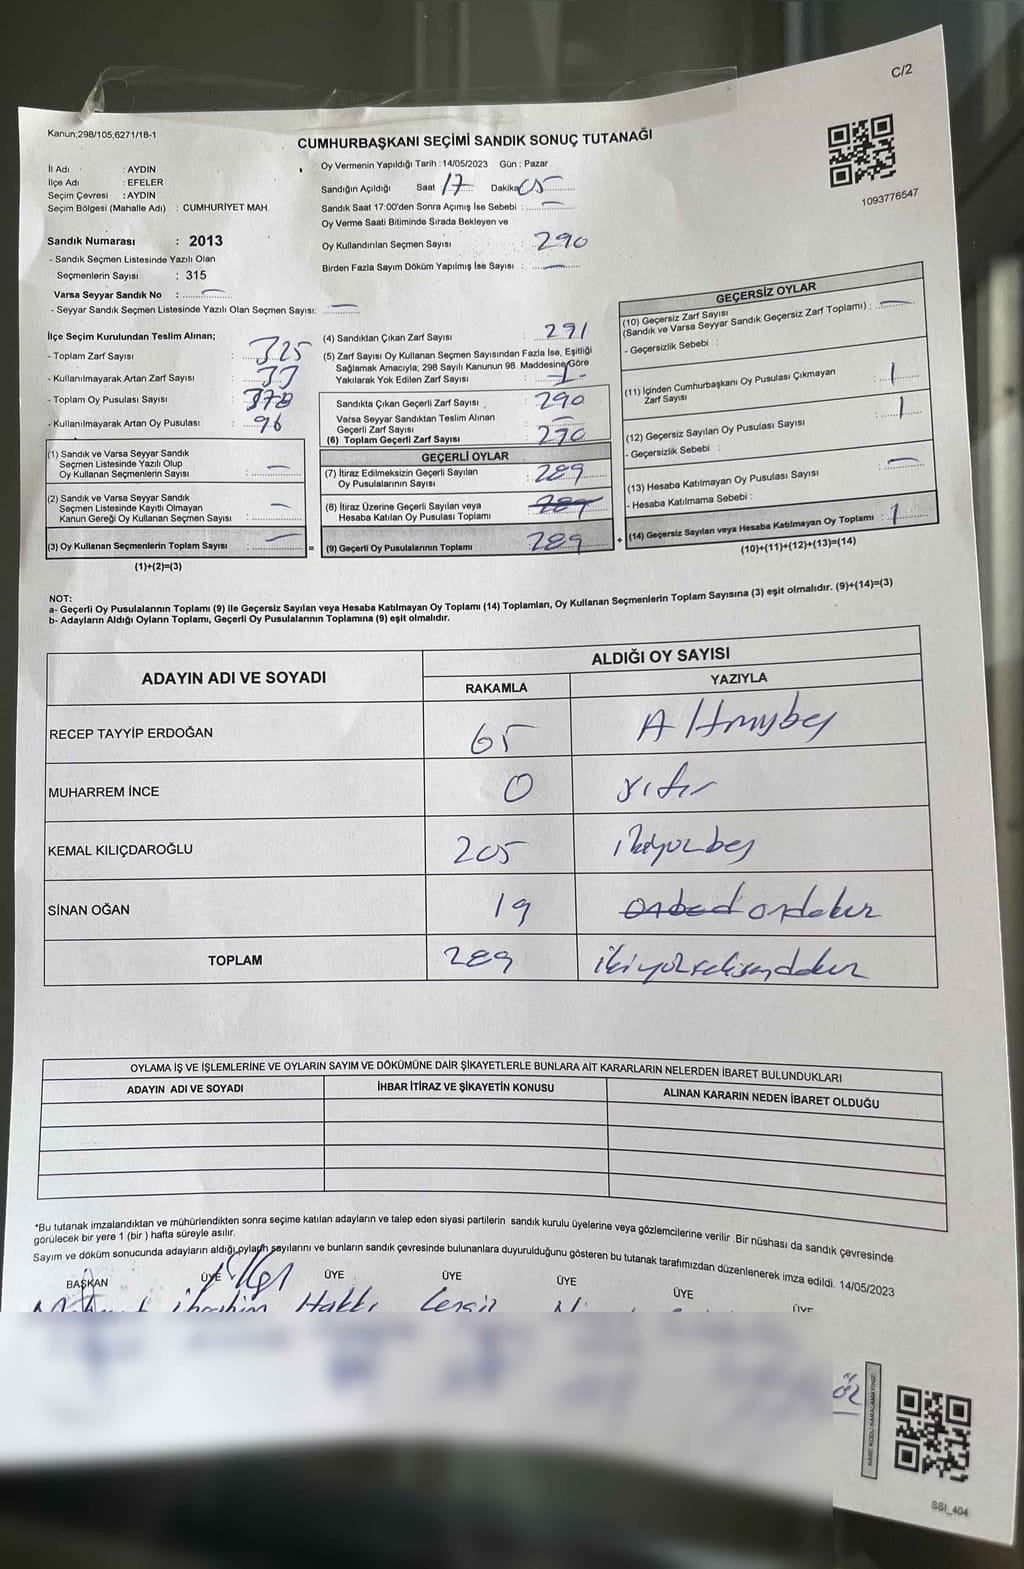 C/2
Kanun,298/105,6271/18-1
CUMHURBAŞKANI SEÇİMİ SANDIK SONUÇ TUTANAĞI
1093776547
İl Adı : AYDIN
İlçe Adı : EFELER
Seçim Çevresi : AYDIN
Seçim Bölgesi (Mahalle Adı) : CUMHURİYET MAH.
Sandık Numarası : 2013
- Sandık Seçmen Listesinde Yazılı Olan
Seçmenlerin Sayısı : 315
Varsa Seyyar Sandık No :
- Seyyar Sandık Seçmen Listesinde Yazılı Olan Seçmen Sayısı:
Oy Vermenin Yapıldığı Tarih : 14/05/2023 Gün : Pazar
Sandığın Açıldığı Saat 17 Dakika 05
Sandık Saat 17:00'den Sonra Açımış İse Sebebi :
Oy Verme Saati Bitiminde Sırada Bekleyen ve
Oy Kullandırılan Seçmen Sayısı : 290
Birden Fazla Sayım Döküm Yapılmış İse Sayısı :
İlçe Seçim Kurulundan Teslim Alınan;
- Toplam Zarf Sayısı : 325
- Kullanılmayarak Artan Zarf Sayısı :
- Toplam Oy Pusulası Sayısı :
- Kullanılmayarak Artan Oy Pusulası : 96
(1) Sandık ve Varsa Seyyar Sandık
Seçmen Listesinde Yazılı Olup
Oy Kullanan Seçmenlerin Sayısı :
(2) Sandık ve Varsa Seyyar Sandık
Seçmen Listesinde Kayıtlı Olmayan
Kanun Gereği Oy Kullanan Seçmen Sayısı :
(3) Oy Kullanan Seçmenlerin Toplam Sayısı :
(1)+(2)=(3)
(4) Sandıktan Çıkan Zarf Sayısı : 291
(5) Zarf Sayısı Oy Kullanan Seçmen Sayısından Fazla İse, Eşitliği
Sağlamak Amacıyla; 298 Sayılı Kanunun 98. Maddesine Göre
Yakılarak Yok Edilen Zarf Sayısı : 1
Sandıkta Çıkan Geçerli Zarf Sayısı : 290
Varsa Seyyar Sandıktan Teslim Alınan
Geçerli Zarf Sayısı :
(6) Toplam Geçerli Zarf Sayısı : 290
GEÇERLİ OYLAR
(7) İtiraz Edilmeksizin Geçerli Sayılan
Oy Pusulalarının Sayısı : 289
(8) İtiraz Üzerine Geçerli Sayılan veya
Hesaba Katılan Oy Pusulası Toplamı : 289
= (9) Geçerli Oy Pusulalarının Toplamı : 289
GEÇERSİZ OYLAR
(10) Geçersiz Zarf Sayısı
(Sandık ve Varsa Seyyar Sandık Geçersiz Zarf Toplamı) :
- Geçersizlik Sebebi :
(11) İçinden Cumhurbaşkanı Oy Pusulası Çıkmayan
Zarf Sayısı : 1
(12) Geçersiz Sayılan Oy Pusulası Sayısı : 1
- Geçersizlik Sebebi :
(13) Hesaba Katılmayan Oy Pusulası Sayısı :
- Hesaba Katılmama Sebebi :
+ (14) Geçersiz Sayılan veya Hesaba Katılmayan Oy Toplamı : 1
(10)+(11)+(12)+(13)=(14)
NOT:
a- Geçerli Oy Pusulalarının Toplamı (9) ile Geçersiz Sayılan veya Hesaba Katılmayan Oy Toplamı (14) Toplamları, Oy Kullanan Seçmenlerin Toplam Sayısına (3) eşit olmalıdır. (9)+(14)=(3)
b- Adayların Aldığı Oyların Toplamı, Geçerli Oy Pusulalarının Toplamına (9) eşit olmalıdır.
ADAYIN ADI VE SOYADI ALDIĞI OY SAYISI
RAKAMLA YAZIYLA
RECEP TAYYİP ERDOĞAN 65 Altmışbeş
MUHARREM İNCE 0 sıfır
KEMAL KILIÇDAROĞLU 205 ikiyüzbeş
SİNAN OĞAN 19 ondokuz
TOPLAM 289 ikiyüzseksendokuz
OYLAMA İŞ VE İŞLEMLERİNE VE OYLARIN SAYIM VE DÖKÜMÜNE DAİR ŞİKAYETLERLE BUNLARA AİT KARARLARIN NELERDEN İBARET BULUNDUKLARI
ADAYIN ADI VE SOYADI İHBAR İTİRAZ VE ŞİKAYETİN KONUSU ALINAN KARARIN NEDEN İBARET OLDUĞU
*Bu tutanak imzalandıktan ve mühürlendikten sonra seçime katılan adayların ve talep eden siyasi partilerin sandık kurulu üyelerine veya gözlemcilerine verilir .Bir nüshası da sandık çevresinde
görülecek bir yere 1 (bir ) hafta süreyle asılır.
Sayım ve döküm sonucunda adayların aldığı oyların sayılarını ve bunların sandık çevresinde bulunanlara duyurulduğunu gösteren bu tutanak tarafımızdan düzenlenerek imza edildi. 14/05/2023
BAŞKAN ÜYE ÜYE ÜYE ÜYE ÜYE ÜYE
İbrahim Hakkı
KARE KODU KARALAMAYINIZ!
SSI_404